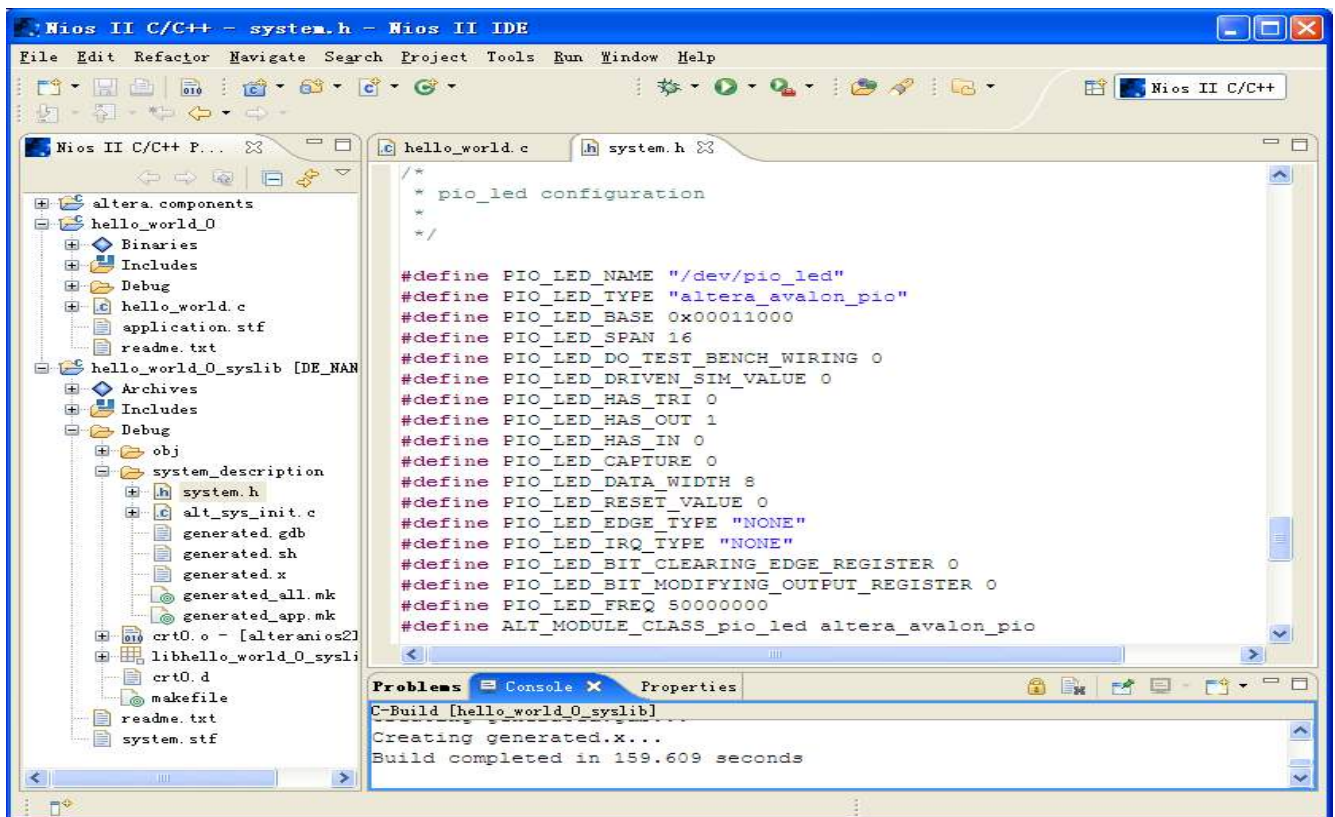 Nios II C/C++ - system.h - Nios II IDE
File Edit Refactor Navigate Search Project Tools Run Window Help
Nios II C/C++
Nios II C/C++ P...
altera.components
hello_world_0
Binaries
Includes
Debug
hello_world.c
application.stf
readme.txt
hello_world_0_syslib [DE_NAN
Archives
Includes
Debug
obj
system_description
system.h
alt_sys_init.c
generated.gdb
generated.sh
generated.x
generated_all.mk
generated_app.mk
crt0.o - [alteranios2]
libhello_world_0_sysli
crt0.d
makefile
readme.txt
system.stf
hello_world.c system.h
/*
* pio_led configuration
*
*/
#define PIO_LED_NAME "/dev/pio_led"
#define PIO_LED_TYPE "altera_avalon_pio"
#define PIO_LED_BASE 0x00011000
#define PIO_LED_SPAN 16
#define PIO_LED_DO_TEST_BENCH_WIRING 0
#define PIO_LED_DRIVEN_SIM_VALUE 0
#define PIO_LED_HAS_TRI 0
#define PIO_LED_HAS_OUT 1
#define PIO_LED_HAS_IN 0
#define PIO_LED_CAPTURE 0
#define PIO_LED_DATA_WIDTH 8
#define PIO_LED_RESET_VALUE 0
#define PIO_LED_EDGE_TYPE "NONE"
#define PIO_LED_IRQ_TYPE "NONE"
#define PIO_LED_BIT_CLEARING_EDGE_REGISTER 0
#define PIO_LED_BIT_MODIFYING_OUTPUT_REGISTER 0
#define PIO_LED_FREQ 50000000
#define ALT_MODULE_CLASS_pio_led altera_avalon_pio
Problems Console Properties
C-Build [hello_world_0_syslib]
Creating generated.x...
Build completed in 159.609 seconds